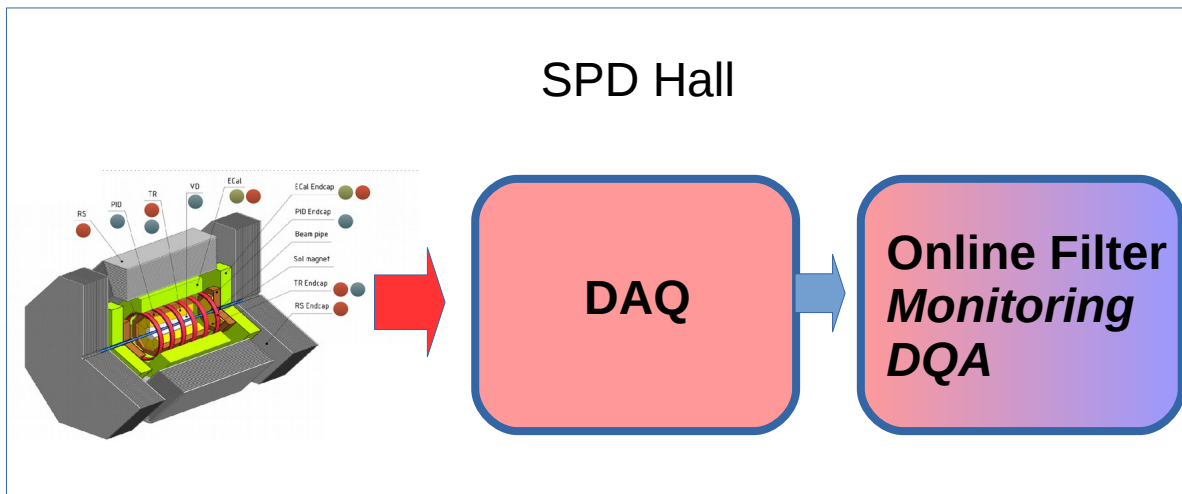 SPD Hall
RS
PID
TR
VD
ECal
ECal Endcap
PID Endcap
Beam pipe
Sol magnet
TR Endcap
RS Endcap
DAQ
Online Filter
Monitoring
DQA